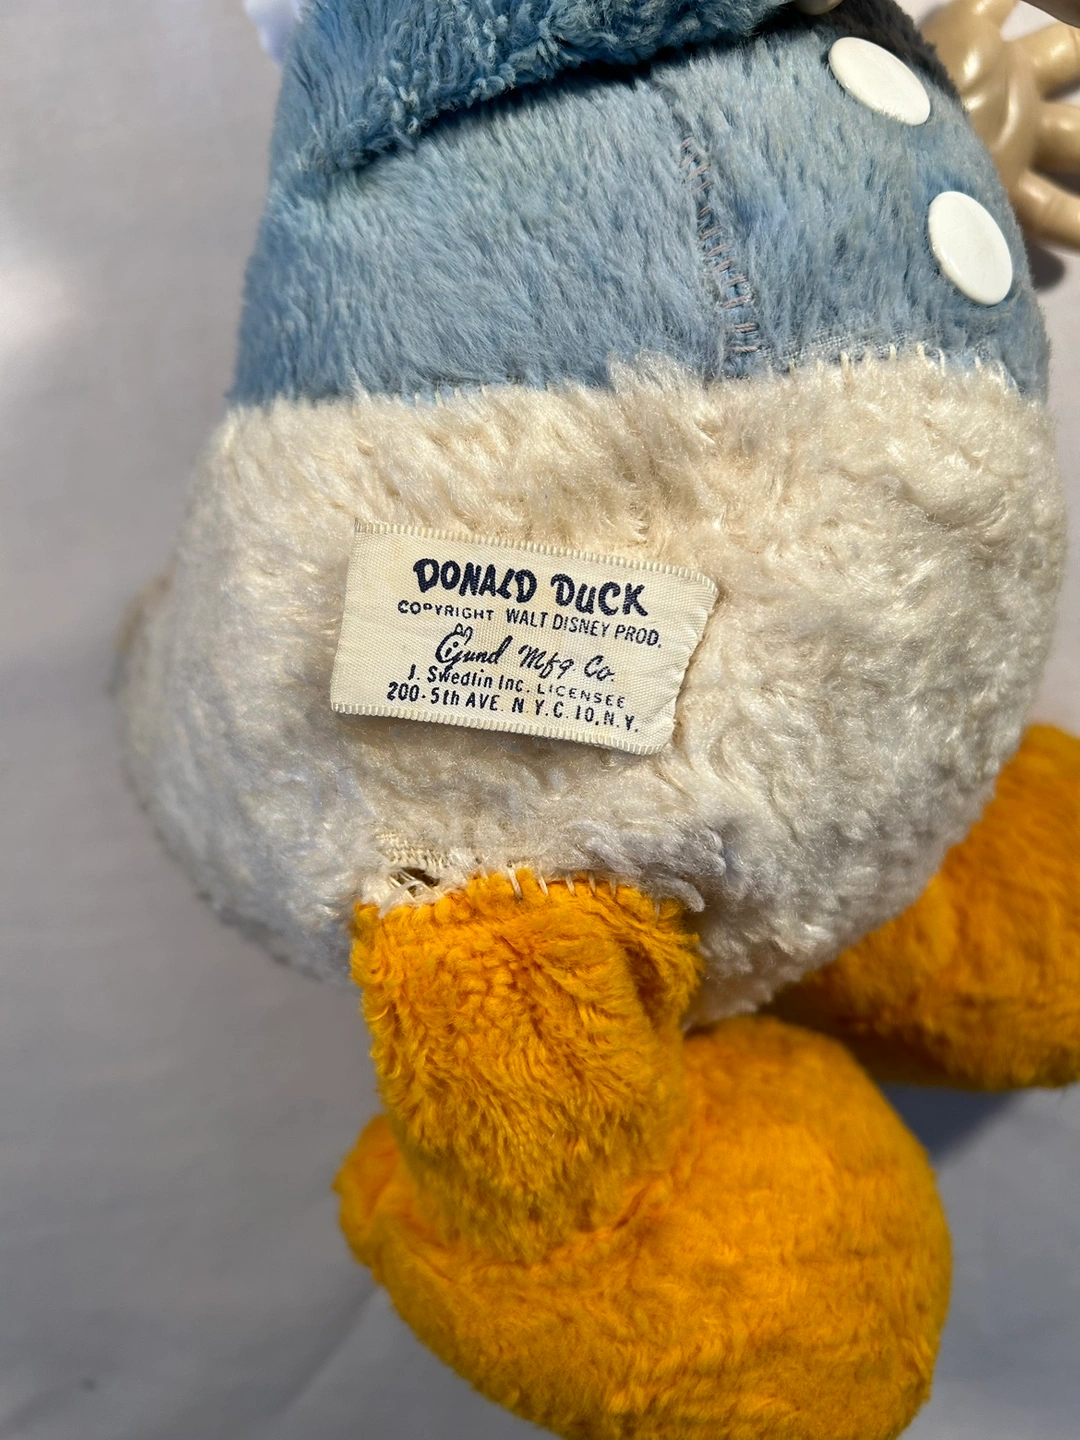 DONALD DUCK
COPYRIGHT WALT DISNEY PROD.
Gund Mfg. Co.
J. Swedlin Inc. LICENSEE
200-5th AVE. N.Y.C. 10, N.Y.